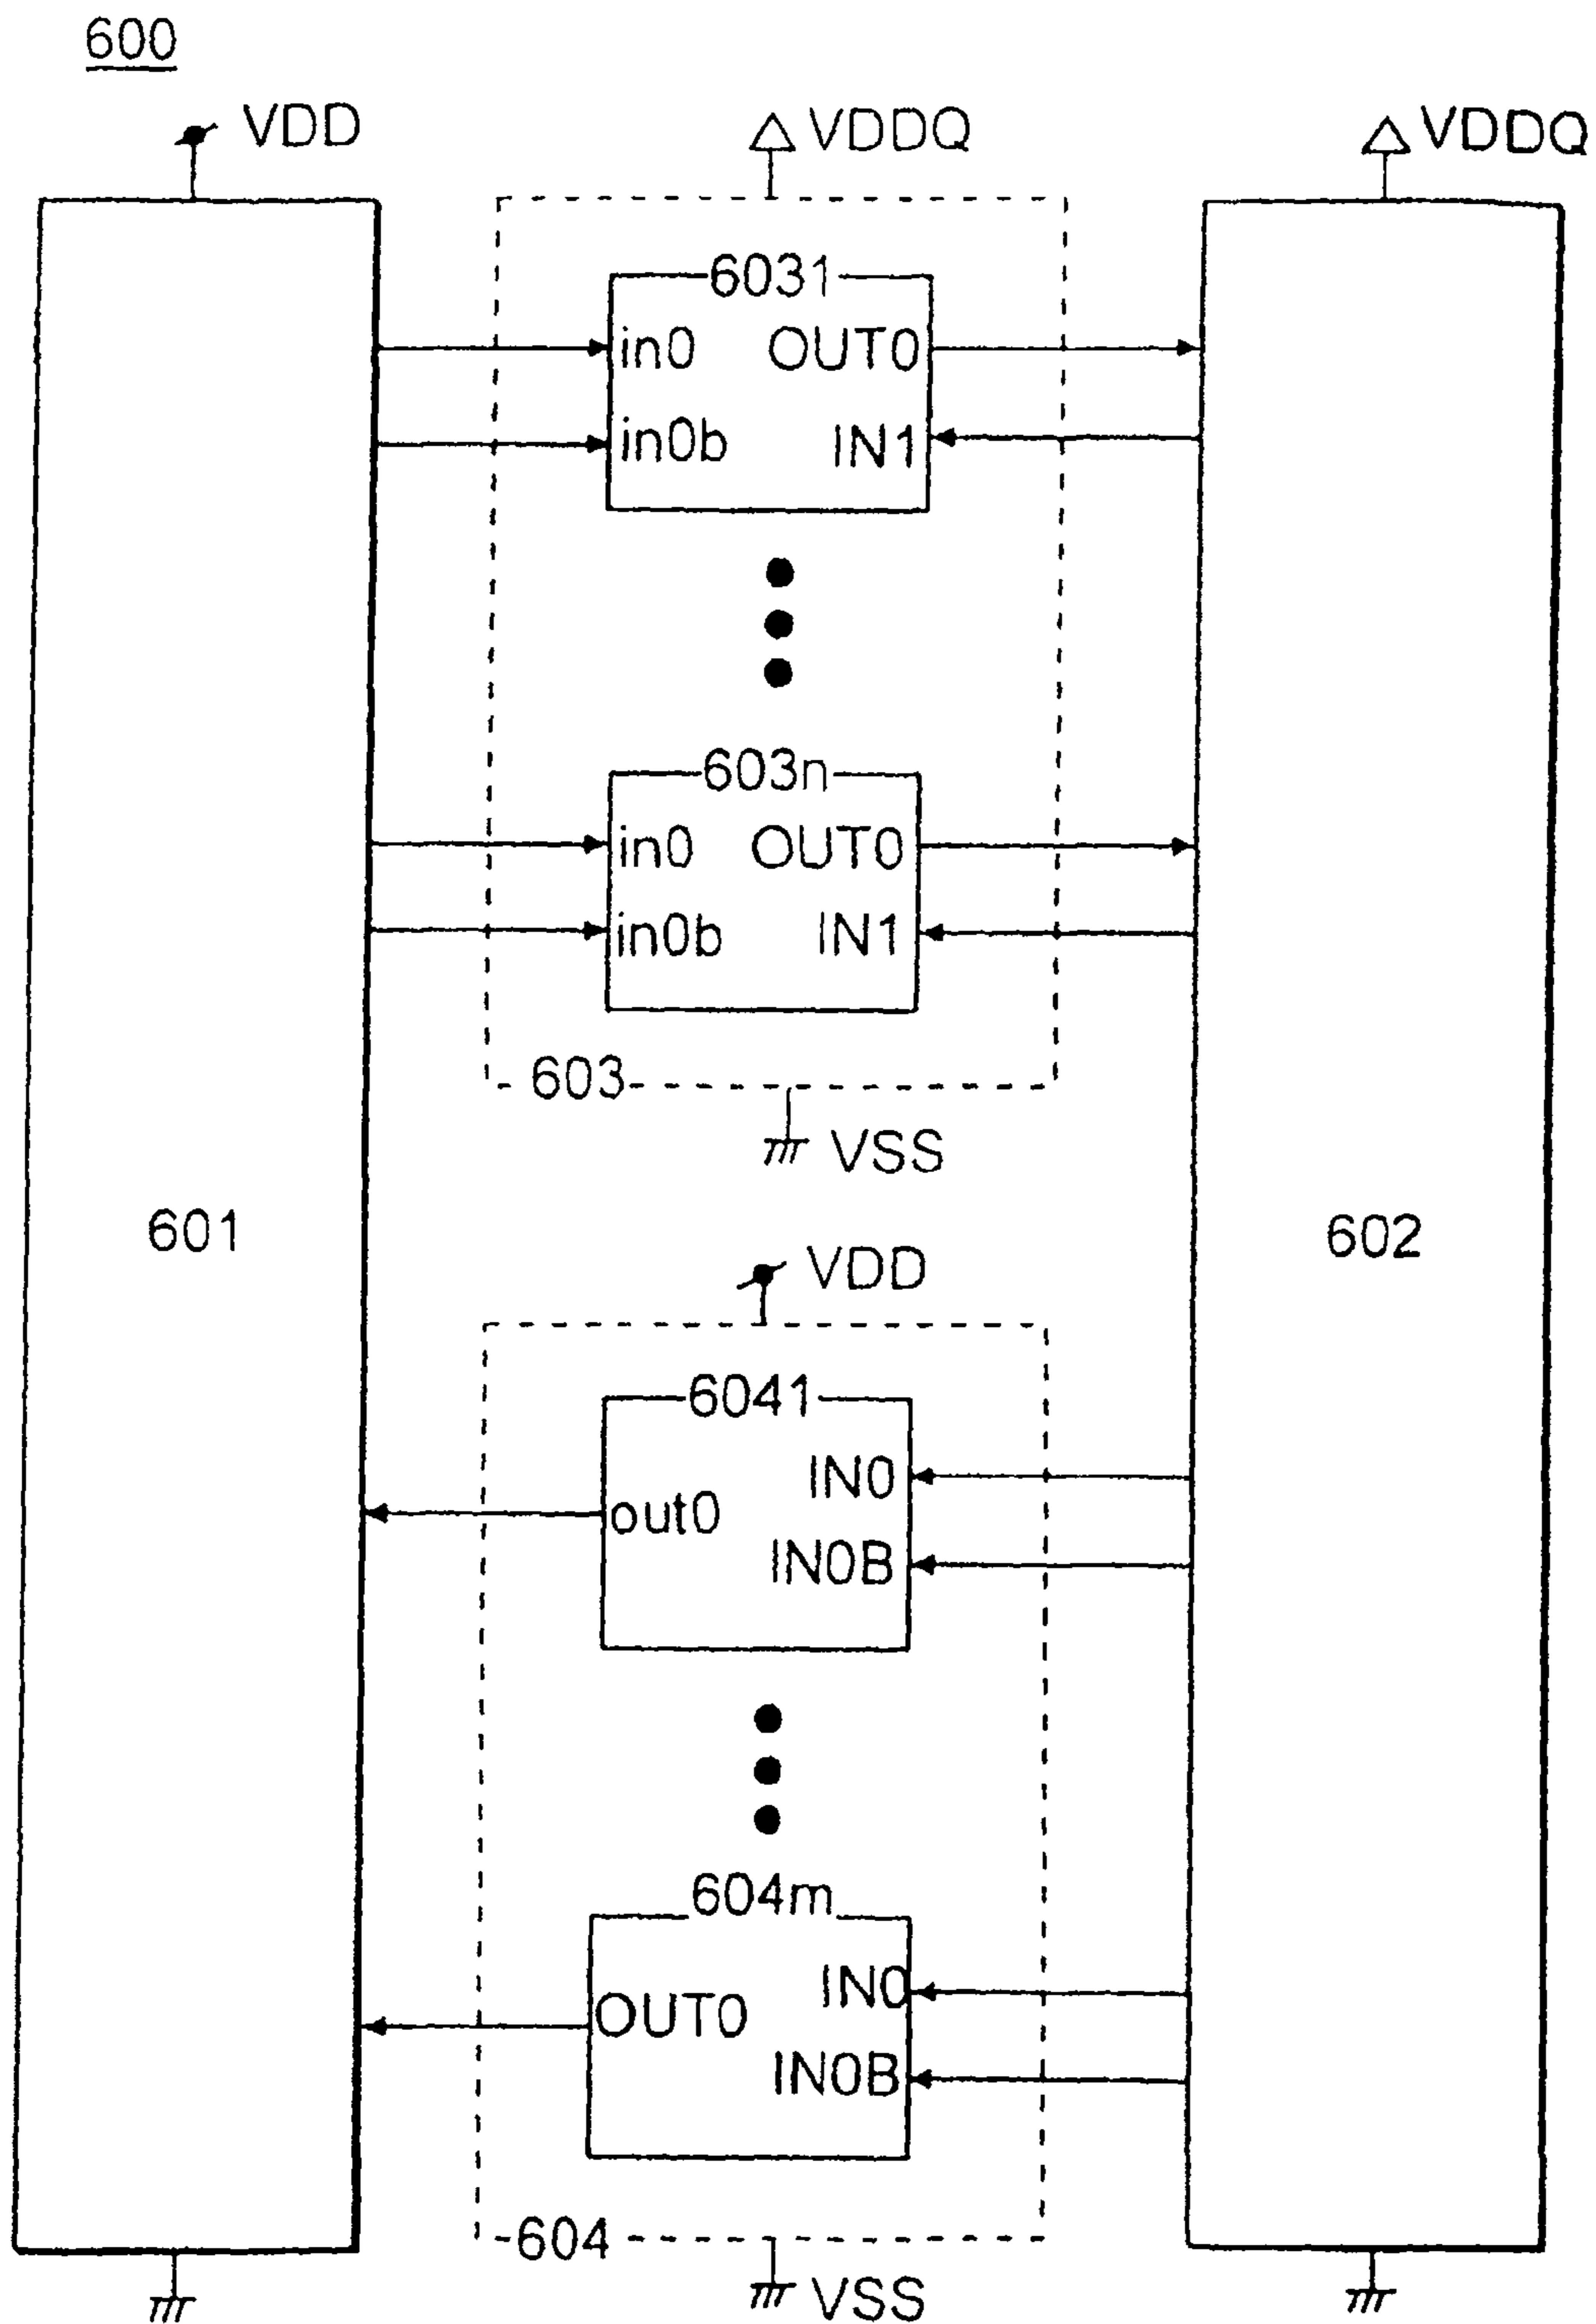 600
VDD
VDDQ
VDDQ
6031
in0 OUT0
in0b IN1
603n
in0 OUT0
in0b IN1
603
VSS
601
602
VDD
6041
IN0
out0
IN0B
604m
IN0
OUT0
IN0B
604
VSS